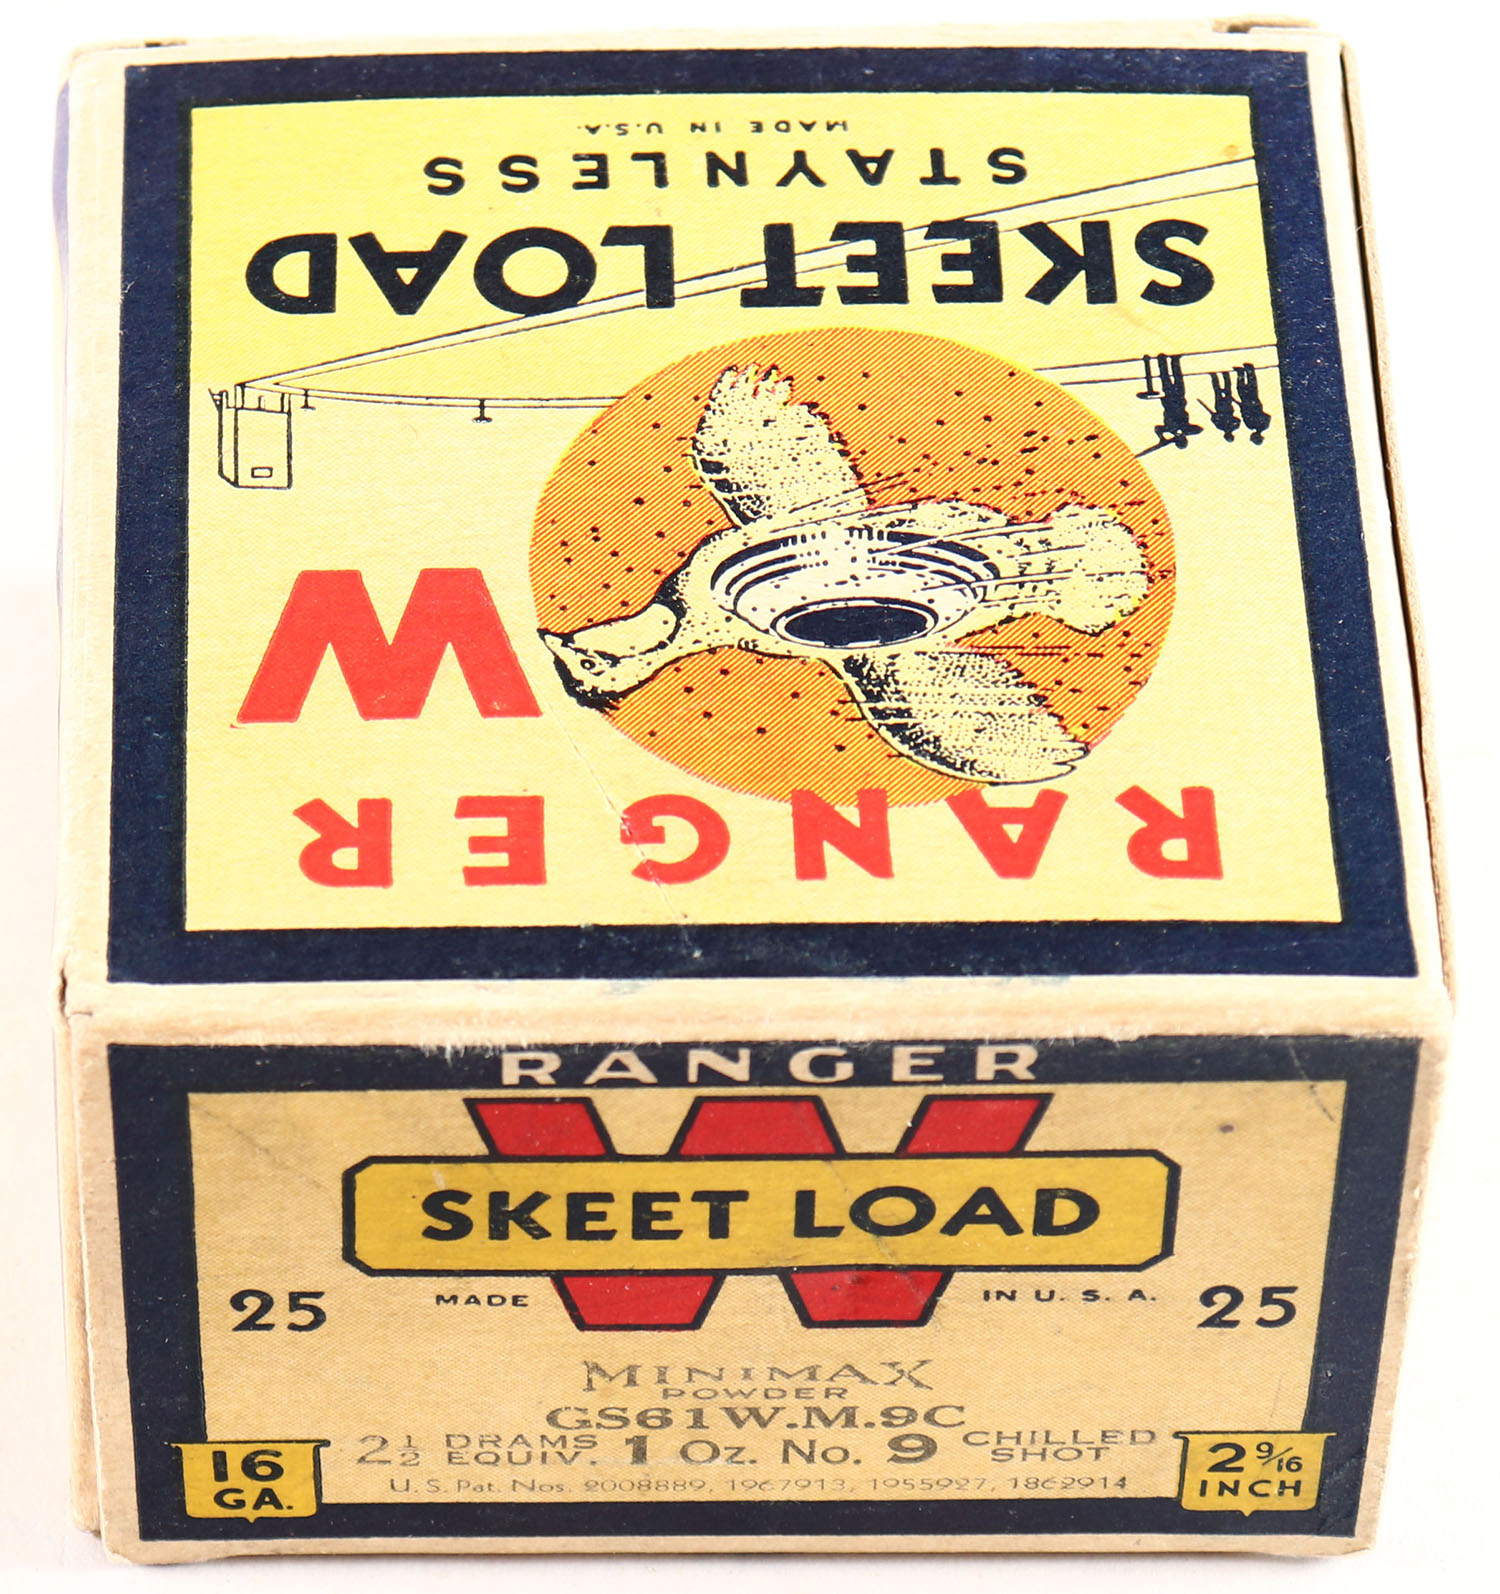 MADE IN U.S.A.
STAYNLESS
SKEET LOAD
W
RANGER
RANGER
W
SKEET LOAD
25 MADE IN U. S. A. 25
MINIMAX
POWDER
GS61W.M.9C
2½ DRAMS EQUIV. 1 Oz. No. 9 CHILLED SHOT
U. S. Pat. Nos. 2008889, 1967913, 1955927, 1862914
16 GA.
2 9/16 INCH